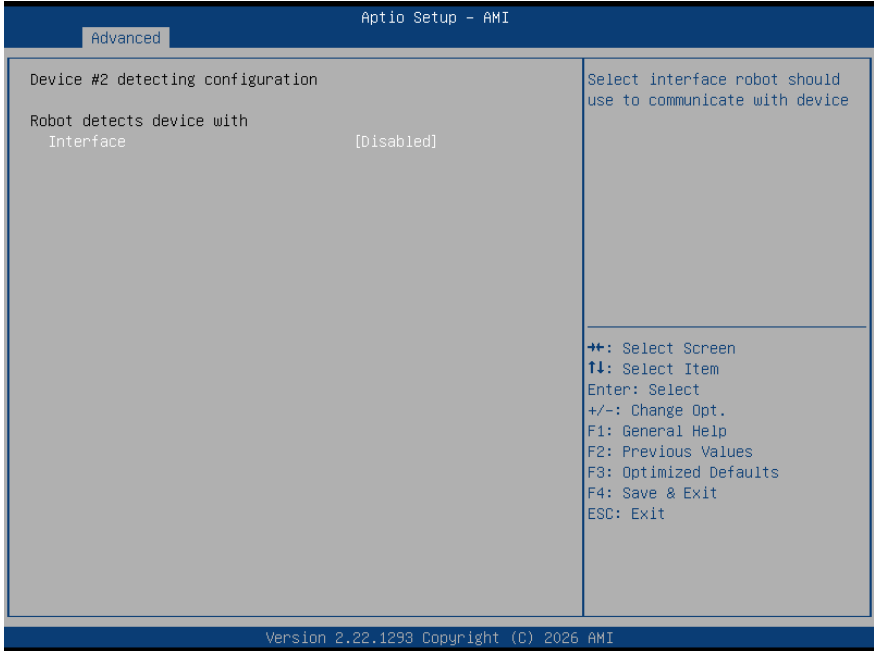 Aptio Setup – AMI
Advanced
Device #2 detecting configuration
Robot detects device with
Interface [Disabled]
Select interface robot should
use to communicate with device
→←: Select Screen
↑↓: Select Item
Enter: Select
+/-: Change Opt.
F1: General Help
F2: Previous Values
F3: Optimized Defaults
F4: Save & Exit
ESC: Exit
Version 2.22.1293 Copyright (C) 2026 AMI